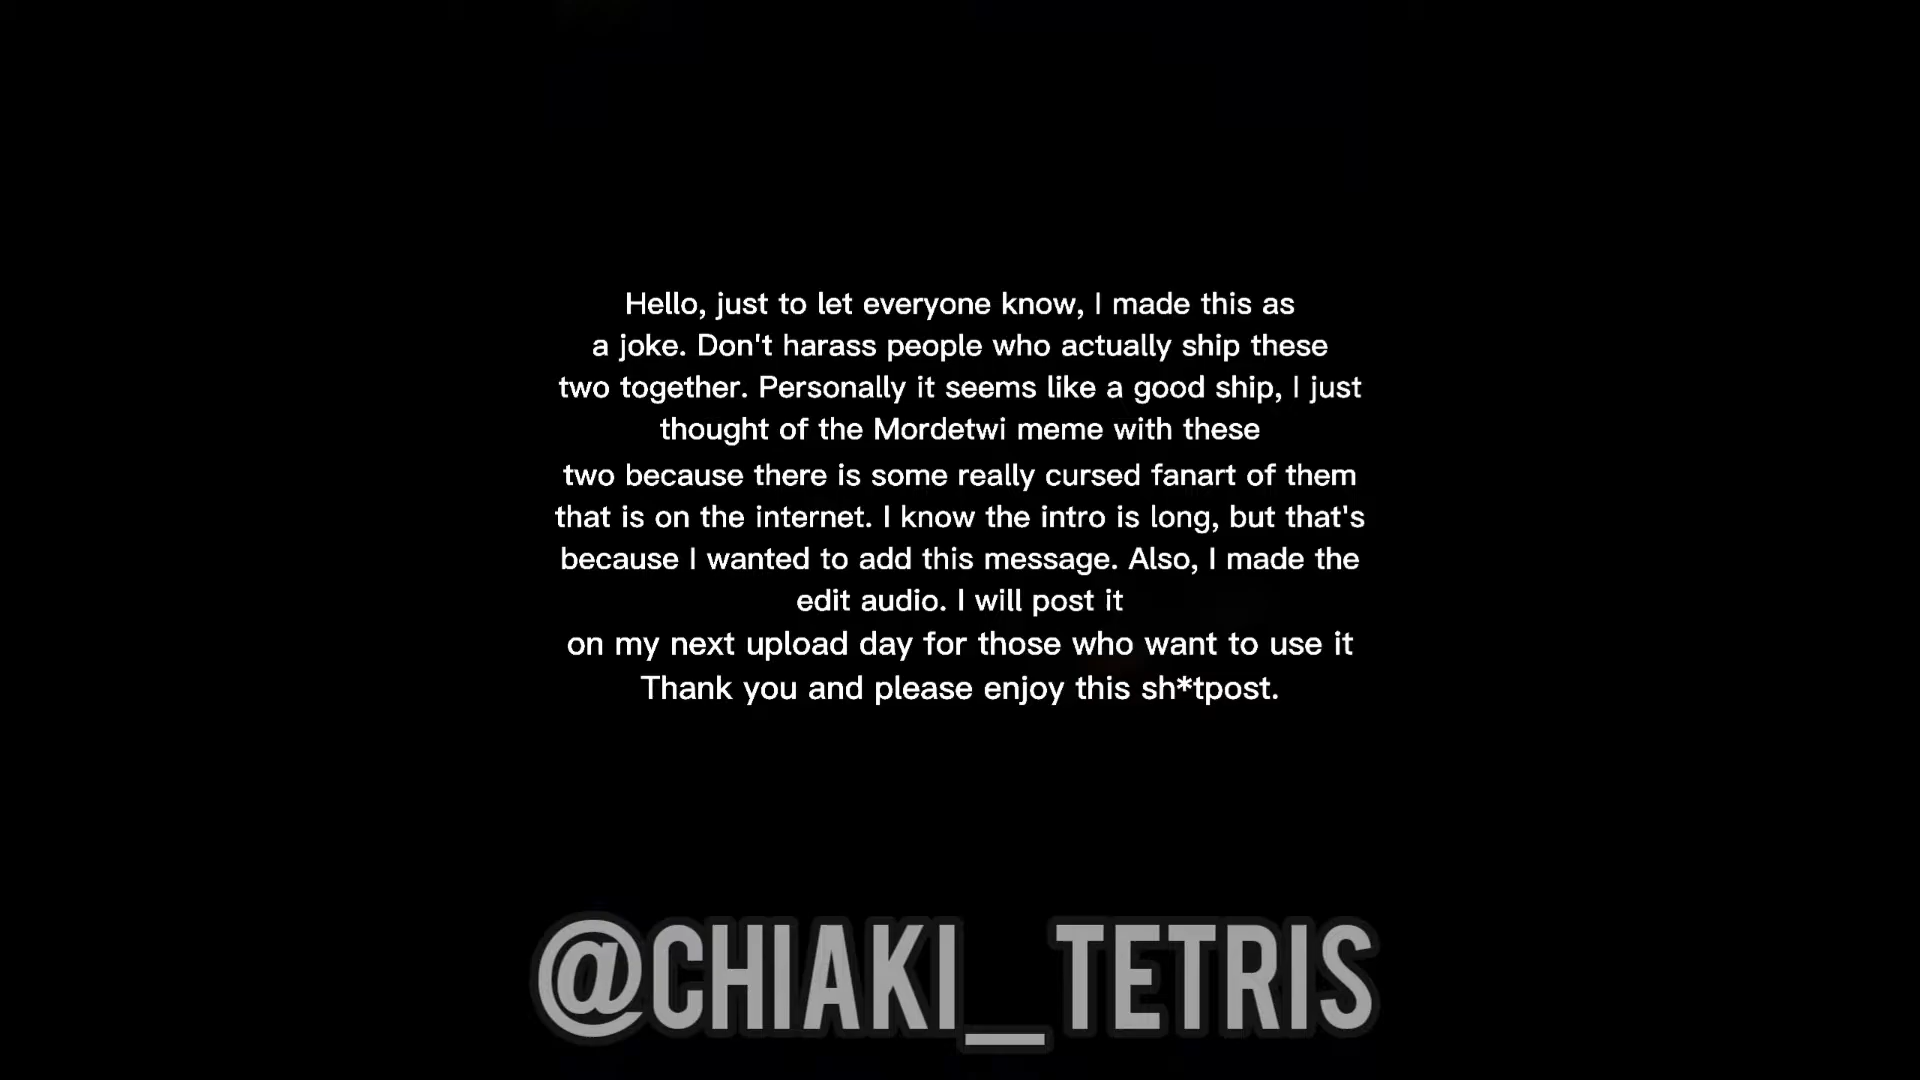 Hello, just to let everyone know, I made this as
a joke. Don't harass people who actually ship these
two together. Personally it seems like a good ship, I just
thought of the Mordetwi meme with these
two because there is some really cursed fanart of them
that is on the internet. I know the intro is long, but that's
because I wanted to add this message. Also, I made the
edit audio. I will post it
on my next upload day for those who want to use it
Thank you and please enjoy this sh*tpost.
@CHIAKI_TETRIS